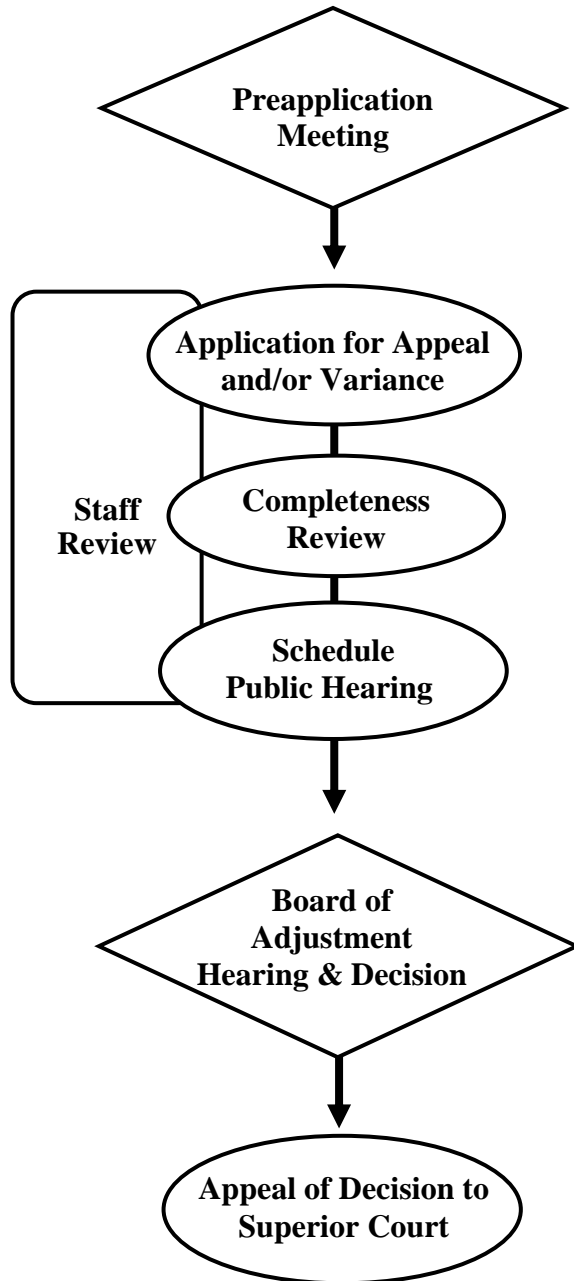 Preapplication
Meeting
Application for Appeal
and/or Variance
Staff
Review
Completeness
Review
Schedule
Public Hearing
Board of
Adjustment
Hearing & Decision
Appeal of Decision to
Superior Court